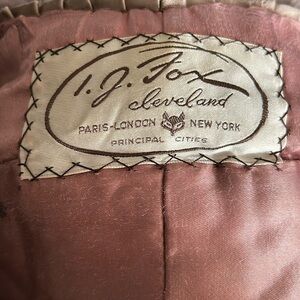 I. J. Fox
Cleveland
PARIS-LONDON NEW YORK
PRINCIPAL CITIES